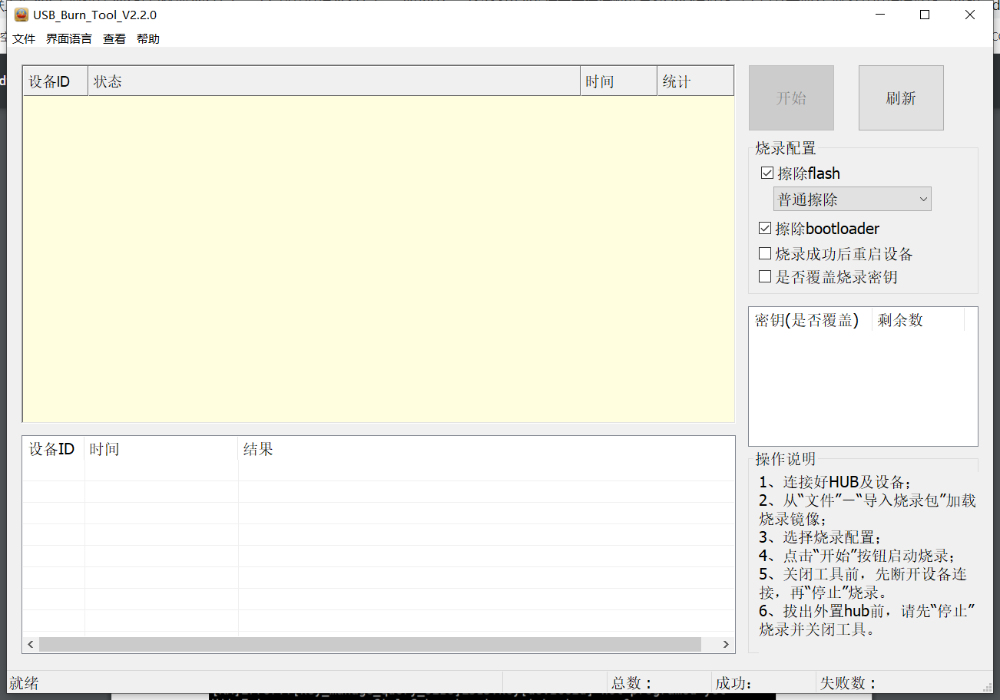 USB_Burn_Tool_V2.2.0
文件 界面语言 查看 帮助
设备ID 状态 时间 统计
开始 刷新
烧录配置
擦除flash
普通擦除
擦除bootloader
烧录成功后重启设备
是否覆盖烧录密钥
密钥(是否覆盖) 剩余数
设备ID 时间 结果
操作说明
1、连接好HUB及设备；
2、从“文件”—“导入烧录包”加载
烧录镜像；
3、选择烧录配置；
4、点击“开始”按钮启动烧录；
5、关闭工具前，先断开设备连
接，再“停止”烧录。
6、拔出外置hub前，请先“停止”
烧录并关闭工具。
就绪 总数： 成功: 失败数：